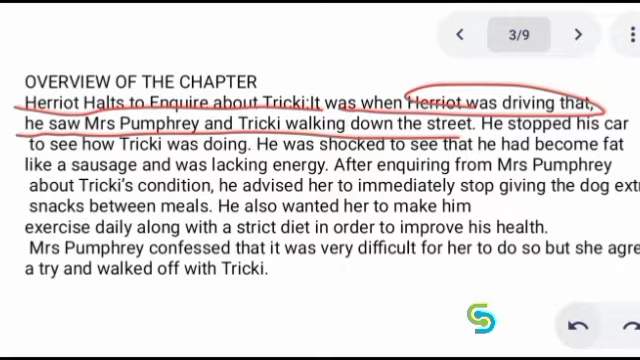 3/9
OVERVIEW OF THE CHAPTER
Herriot Halts to Enquire about Tricki:It was when Herriot was driving that,
he saw Mrs Pumphrey and Tricki walking down the street. He stopped his car
to see how Tricki was doing. He was shocked to see that he had become fat
like a sausage and was lacking energy. After enquiring from Mrs Pumphrey
about Tricki's condition, he advised her to immediately stop giving the dog extr
snacks between meals. He also wanted her to make him
exercise daily along with a strict diet in order to improve his health.
Mrs Pumphrey confessed that it was very difficult for her to do so but she agre
a try and walked off with Tricki.